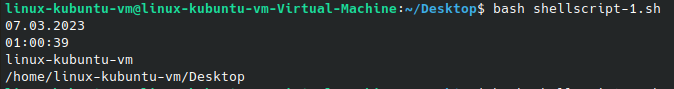 linux-kubuntu-vm@linux-kubuntu-vm-Virtual-Machine:~/Desktop$ bash shellscript-1.sh
07.03.2023
01:00:39
linux-kubuntu-vm
/home/linux-kubuntu-vm/Desktop